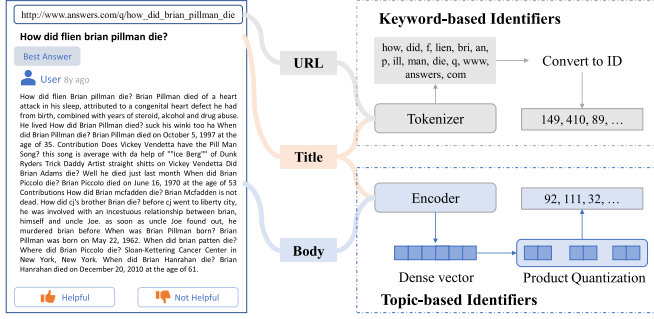 http://www.answers.com/q/how_did_brian_pillman_die
How did flien brian pillman die?
Best Answer
User 8y ago
How did flien Brian pillman die? Brian Pillman died of a heart
attack in his sleep, attributed to a congenital heart defect he had
from birth, combined with years of steroid, alcohol and drug abuse.
He lived How did Brian Pillman died? suck his winki too ha When
did Brian Pillman die? Brian Pillman died on October 5, 1997 at the
age of 35. Contribution Does Vickey Vendetta have the Pill Man
Song? this song is average with da help of ""Ice Berg"" of Dunk
Ryders Trick Daddy Artist straight shitts on Vickey Vendetta Did
Brian Adams die? Well he died just last month When did Brian
Piccolo die? Brian Piccolo died on June 16, 1970 at the age of 53
Contributions How did Brian mcfadden die? Brian McFadden is not
dead. How did cj's brother Brian die? before cj went to liberty city,
he was involved with an incestuous relationship between brian,
himself and uncle Joe. as soon as uncle Joe found out, he
murdered brian before When was Brian Pillman born? Brian
Pillman was born on May 22, 1962. When did brian patten die?
Where did Brian Piccolo die? Sloan-Kettering Cancer Center in
New York, New York. When did Brian Hanrahan die? Brian
Hanrahan died on December 20, 2010 at the age of 61.
Helpful
Not Helpful
URL
Title
Body
Keyword-based Identifiers
how, did, f, lien, bri, an,
p, ill, man, die, q, www,
answers, com
Convert to ID
Tokenizer
149, 410, 89, …
Encoder
92, 111, 32, …
Dense vector
Product Quantization
Topic-based Identifiers